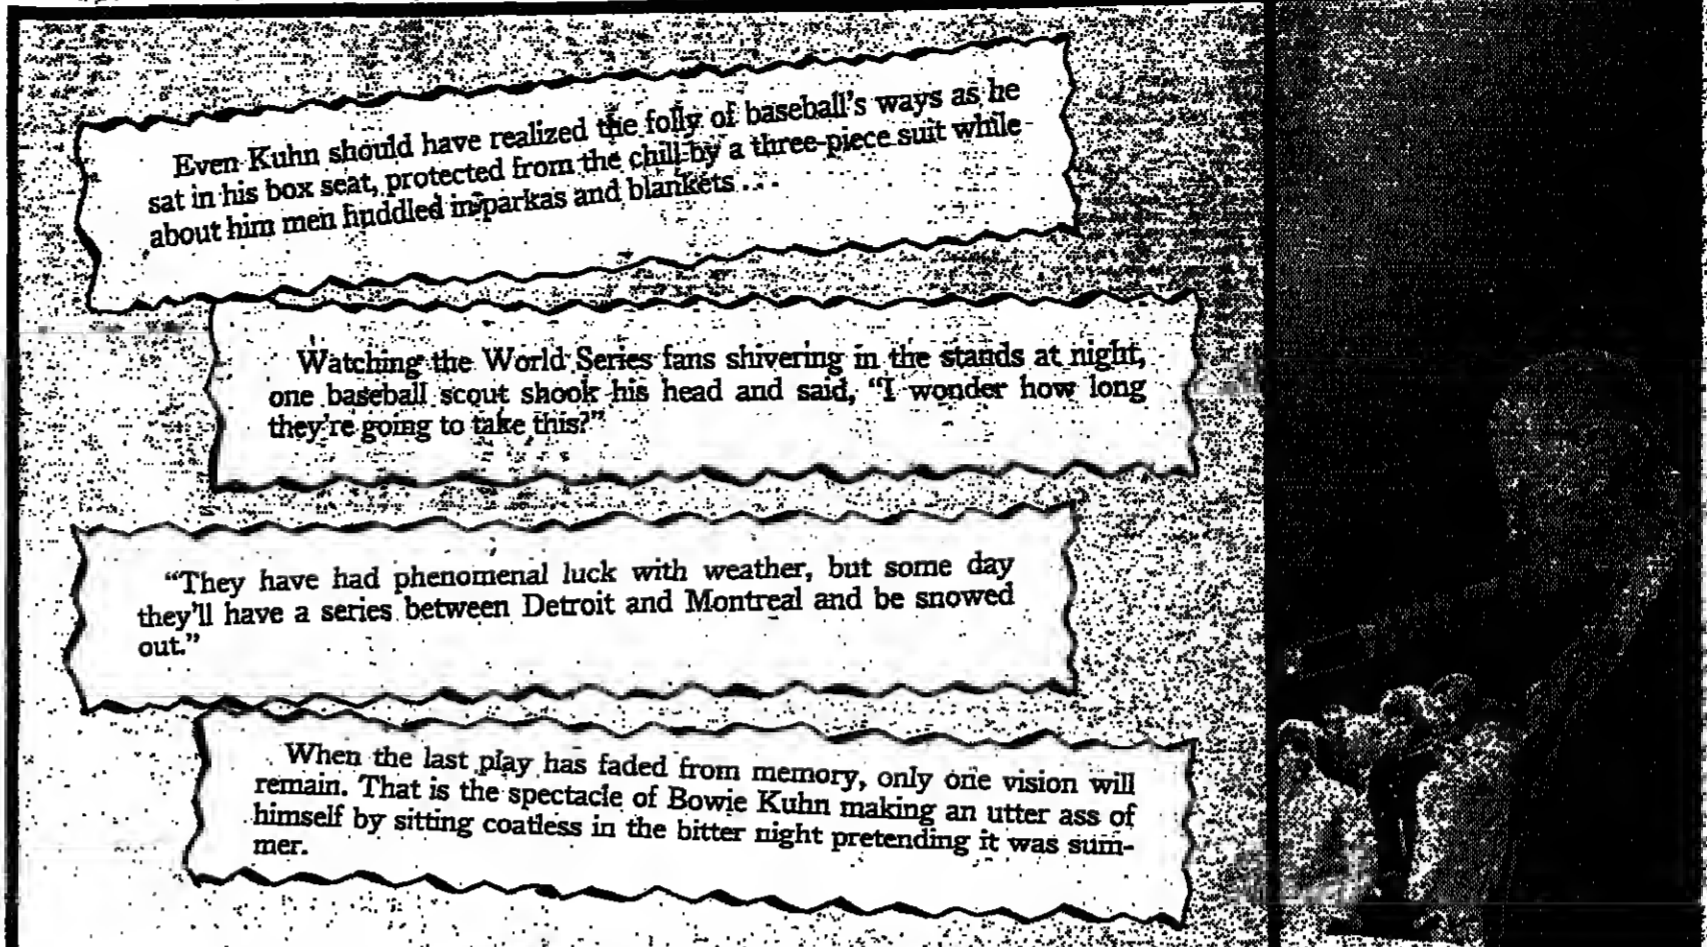 Even Kuhn should have realized the folly of baseball's ways as he
sat in his box seat, protected from the chill by a three-piece suit while
about him men huddled in parkas and blankets . . .
Watching the World Series fans shivering in the stands at night,
one baseball scout shook his head and said, "I wonder how long
they're going to take this?"
"They have had phenomenal luck with weather, but some day
they'll have a series between Detroit and Montreal and be snowed
out."
When the last play has faded from memory, only one vision will
remain. That is the spectacle of Bowie Kuhn making an utter ass of
himself by sitting coatless in the bitter night pretending it was sum-
mer.